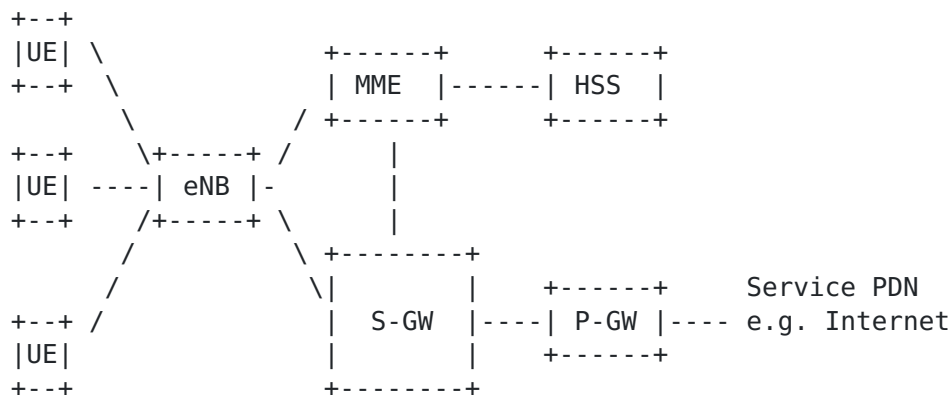 UE
MME HSS
UE eNB
Service PDN
S-GW P-GW e.g. Internet
UE